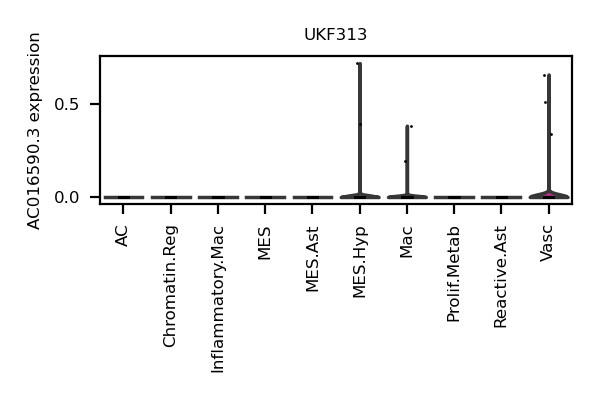 UKF313
AC016590.3 expression
0.5
0.0
AC
Chromatin.Reg
Inflammatory.Mac
MES
MES.Ast
MES.Hyp
Mac
Prolif.Metab
Reactive.Ast
Vasc